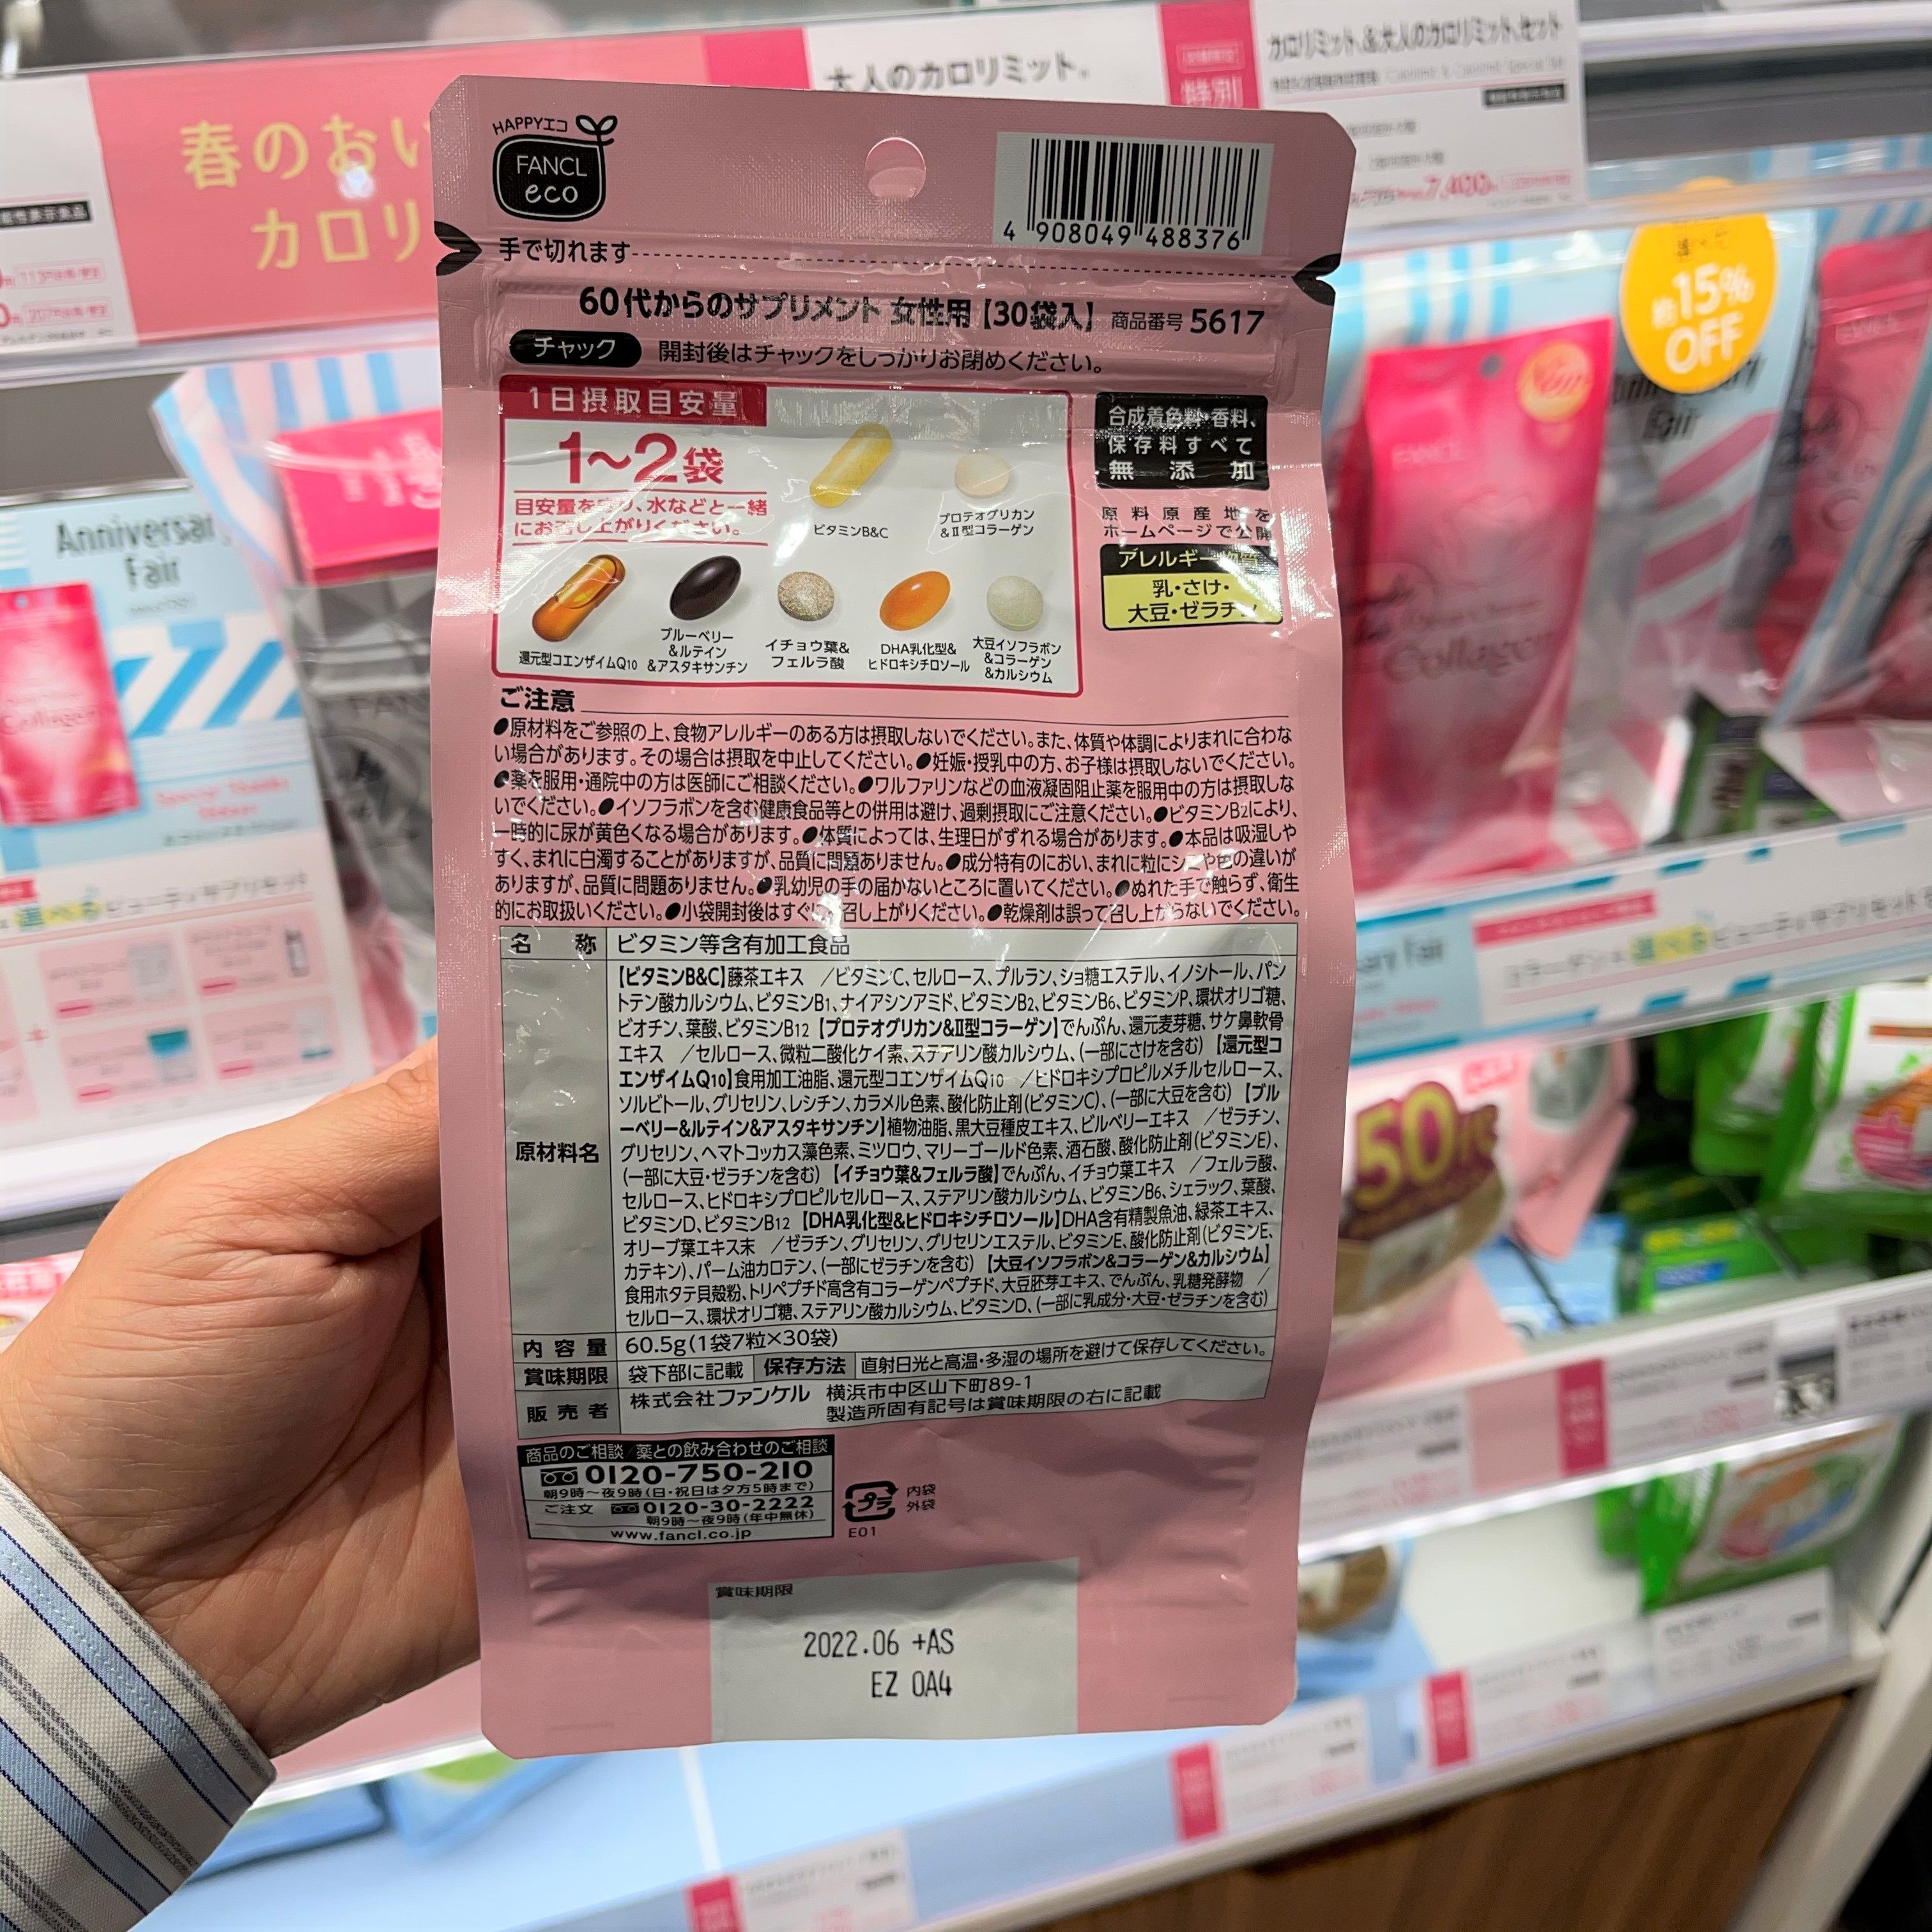 春のおい
カロリ
大人のカロリミット。
特別
カロリミット&大人のカロリミットセット
7,400
約15%
OFF
Anniversary
Fair
Collagen
50
HAPPYエコ
FANCL
eco
4 908049 488376
手で切れます
60代からのサプリメント 女性用【30袋入】 商品番号 5617
チャック 開封後はチャックをしっかりお閉めください。
1日摂取目安量
1~2袋
目安量を守り、水などと一緒
にお召し上がりください。
ビタミンB&C
プロテオグリカン
&Ⅱ型コラーゲン
還元型コエンザイムQ10
ブルーベリー
&ルテイン
&アスタキサンチン
イチョウ葉&
フェルラ酸
DHA乳化型&
ヒドロキシチロソール
大豆イソフラボン
&コラーゲン
&カルシウム
合成着色料・香料、
保存料すべて
無添加
原料原産地を
ホームページで公開
アレルギー物質
乳・さけ・
大豆・ゼラチン
ご注意
●原材料をご参照の上、食物アレルギーのある方は摂取しないでください。また、体質や体調によりまれに合わな
い場合があります。その場合は摂取を中止してください。●妊娠・授乳中の方、お子様は摂取しないでください。
●薬を服用・通院中の方は医師にご相談ください。●ワルファリンなどの血液凝固阻止薬を服用中の方は摂取しな
いでください。●イソフラボンを含む健康食品等との併用は避け、過剰摂取にご注意ください。●ビタミンB2により、
一時的に尿が黄色くなる場合があります。●体質によっては、生理日がずれる場合があります。●本品は吸湿しや
すく、まれに白濁することがありますが、品質に問題ありません。●成分特有のにおい、まれに粒にシミや色の違いが
ありますが、品質に問題ありません。●乳幼児の手の届かないところに置いてください。●ぬれた手で触らず、衛生
的にお取扱いください。●小袋開封後はすぐにお召し上がりください。●乾燥剤は誤って召し上がらないでください。
名称 ビタミン等含有加工食品
原材料名
【ビタミンB&C】藤茶エキス /ビタミンC、セルロース、プルラン、ショ糖エステル、イノシトール、パン
トテン酸カルシウム、ビタミンB1、ナイアシンアミド、ビタミンB2、ビタミンB6、ビタミンP、環状オリゴ糖、
ビオチン、葉酸、ビタミンB12【プロテオグリカン&Ⅱ型コラーゲン】でんぷん、還元麦芽糖、サケ鼻軟骨
エキス /セルロース、微粒二酸化ケイ素、ステアリン酸カルシウム、(一部にさけを含む)【還元型コ
エンザイムQ10】食用加工油脂、還元型コエンザイムQ10 /ヒドロキシプロピルメチルセルロース、
ソルビトール、グリセリン、レシチン、カラメル色素、酸化防止剤(ビタミンC)、(一部に大豆を含む)【ブル
ーベリー&ルテイン&アスタキサンチン】植物油脂、黒大豆種皮エキス、ビルベリーエキス /ゼラチン、
グリセリン、ヘマトコッカス藻色素、ミツロウ、マリーゴールド色素、酒石酸、酸化防止剤(ビタミンE)、
(一部に大豆・ゼラチンを含む)【イチョウ葉&フェルラ酸】でんぷん、イチョウ葉エキス /フェルラ酸、
セルロース、ヒドロキシプロピルセルロース、ステアリン酸カルシウム、ビタミンB6、シェラック、葉酸、
ビタミンD、ビタミンB12【DHA乳化型&ヒドロキシチロソール】DHA含有精製魚油、緑茶エキス、
オリーブ葉エキス末 /ゼラチン、グリセリン、グリセリンエステル、ビタミンE、酸化防止剤(ビタミンE、
カテキン)、パーム油カロテン、(一部にゼラチンを含む)【大豆イソフラボン&コラーゲン&カルシウム】
食用ホタテ貝殻粉、トリペプチド高含有コラーゲンペプチド、大豆胚芽エキス、でんぷん、乳糖発酵物 /
セルロース、環状オリゴ糖、ステアリン酸カルシウム、ビタミンD、(一部に乳成分・大豆・ゼラチンを含む)
内容量 60.5g(1袋7粒×30袋)
賞味期限 袋下部に記載 保存方法 直射日光と高温・多湿の場所を避けて保存してください。
販売者 株式会社ファンケル 横浜市中区山下町89-1
製造所固有記号は賞味期限の右に記載
商品のご相談/薬との飲み合わせのご相談
0120-750-210
朝9時~夜9時(日・祝日は夕方5時まで)
ご注文 0120-30-2222
朝9時~夜9時(年中無休)
www.fancl.co.jp
プラ
内袋
外袋
E01
賞味期限
2022.06 +AS
EZ 0A4